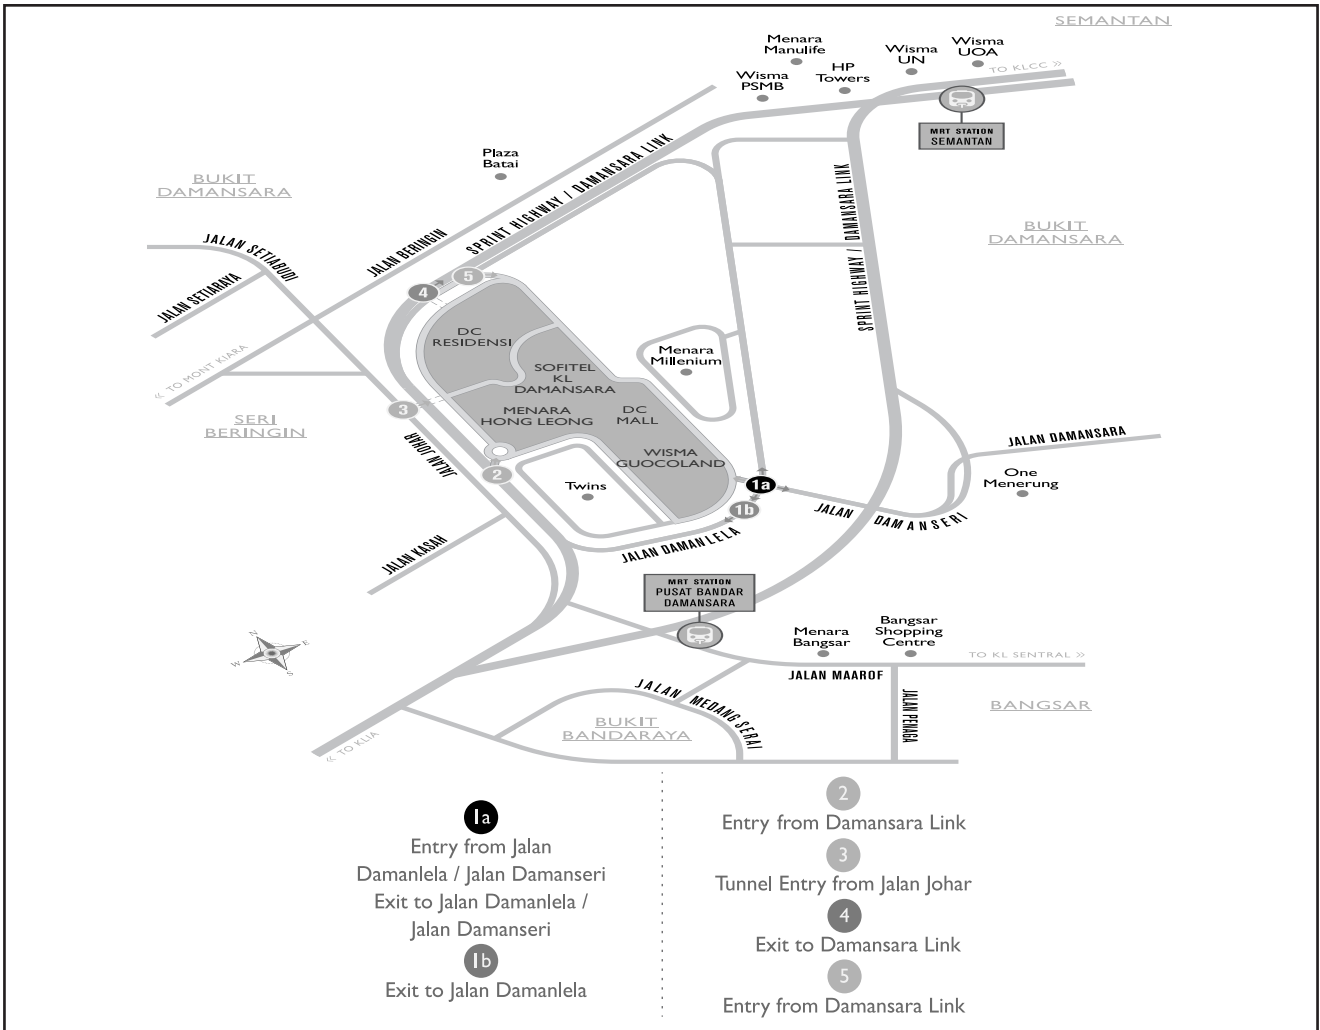 SEMANTAN
Menara
Manulife
Wisma
UN
Wisma
UOA
HP
Towers
Wisma
PSMB
TO KLCC »
MRT STATION
SEMANTAN
Plaza
Batai
BUKIT
DAMANSARA
SPRINT HIGHWAY / DAMANSARA LINK
SPRINT HIGHWAY / DAMANSARA LINK
BUKIT
DAMANSARA
JALAN SETIABUDI
JALAN BERINGIN
JALAN SETIARAYA
5
4
DC
RESIDENSI
Menara
Millenium
« TO MONT KIARA
SOFITEL
KL
DAMANSARA
3
MENARA
HONG LEONG
DC
MALL
SERI
BERINGIN
JALAN JOHAR
WISMA
GUOCOLAND
JALAN DAMANSARA
2
Twins
1a
One
Menerung
1b
JALAN DAMANSERI
JALAN DAMANLELA
JALAN KASAH
MRT STATION
PUSAT BANDAR
DAMANSARA
N
E
W
S
Menara
Bangsar
Bangsar
Shopping
Centre
TO KL SENTRAL »
JALAN MAAROF
JALAN MEDANG SERAI
JALAN PENAGA
BANGSAR
BUKIT
BANDARAYA
« TO KLIA
1a
Entry from Jalan
Damanlela / Jalan Damanseri
Exit to Jalan Damanlela /
Jalan Damanseri
1b
Exit to Jalan Damanlela
2
Entry from Damansara Link
3
Tunnel Entry from Jalan Johar
4
Exit to Damansara Link
5
Entry from Damansara Link